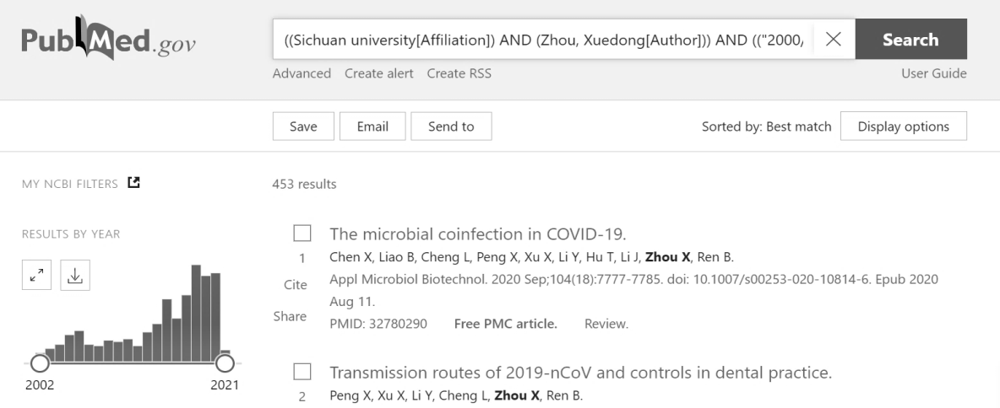 PubMed.gov
((Sichuan university[Affiliation]) AND (Zhou, Xuedong[Author])) AND (("2000/
Search
Advanced Create alert Create RSS
User Guide
Save Email Send to
Sorted by: Best match Display options
MY NCBI FILTERS
453 results
RESULTS BY YEAR
2002 2021
The microbial coinfection in COVID-19.
1
Chen X, Liao B, Cheng L, Peng X, Xu X, Li Y, Hu T, Li J, Zhou X, Ren B.
Cite
Appl Microbiol Biotechnol. 2020 Sep;104(18):7777-7785. doi: 10.1007/s00253-020-10814-6. Epub 2020
Aug 11.
Share
PMID: 32780290 Free PMC article. Review.
Transmission routes of 2019-nCoV and controls in dental practice.
2
Peng X, Xu X, Li Y, Cheng L, Zhou X, Ren B.